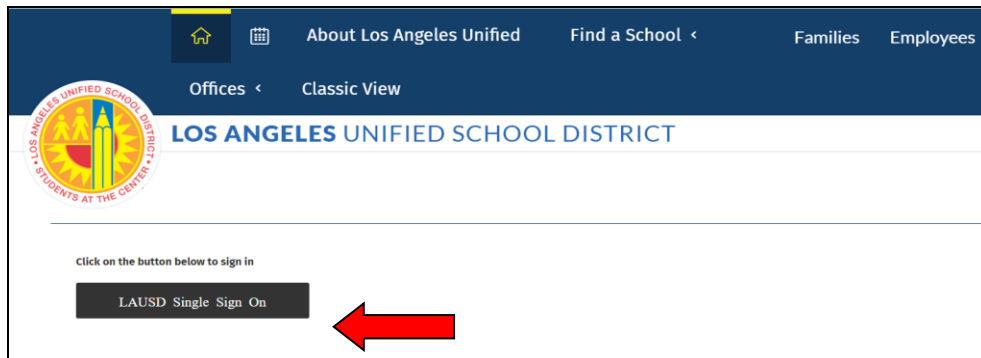 About Los Angeles Unified Find a School < Families Employees
Offices < Classic View
LOS ANGELES UNIFIED SCHOOL DISTRICT
LOS ANGELES UNIFIED SCHOOL DISTRICT • STUDENTS AT THE CENTER •
Click on the button below to sign in
LAUSD Single Sign On